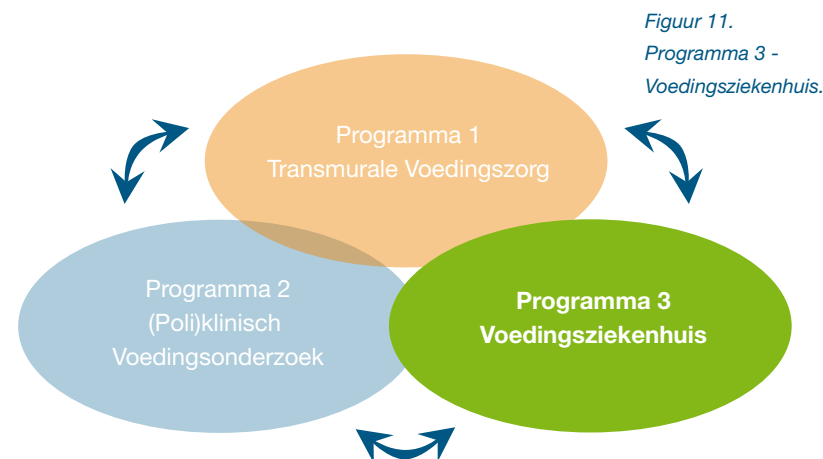 Figuur 11.
Programma 3 -
Voedingsziekenhuis.
Programma 1
Transmurale Voedingszorg
Programma 2
(Poli)klinisch
Voedingsonderzoek
Programma 3
Voedingsziekenhuis